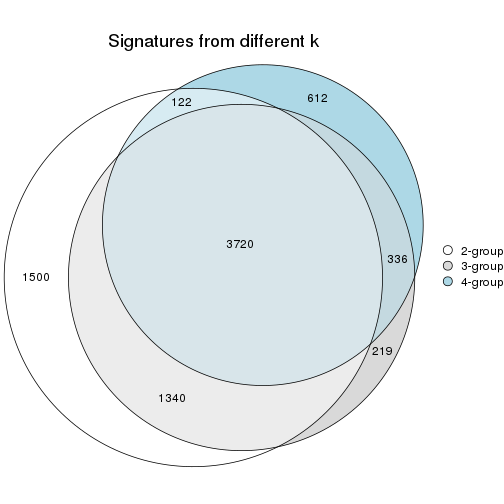 Signatures from different k
122
612
3720
336
1500
219
1340
2-group
3-group
4-group